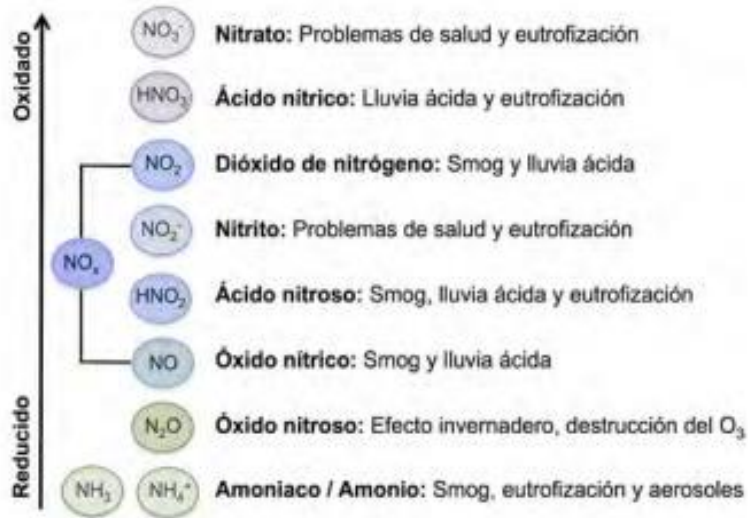 Oxidado
NO₃⁻ Nitrato: Problemas de salud y eutrofización
HNO₃ Ácido nítrico: Lluvia ácida y eutrofización
NO₂ Dióxido de nitrógeno: Smog y lluvia ácida
NO₂⁻ Nitrito: Problemas de salud y eutrofización
NOₓ
HNO₂ Ácido nitroso: Smog, lluvia ácida y eutrofización
NO Óxido nítrico: Smog y lluvia ácida
N₂O Óxido nitroso: Efecto invernadero, destrucción del O₃
Reducido
NH₃ NH₄⁺ Amoniaco / Amonio: Smog, eutrofización y aerosoles